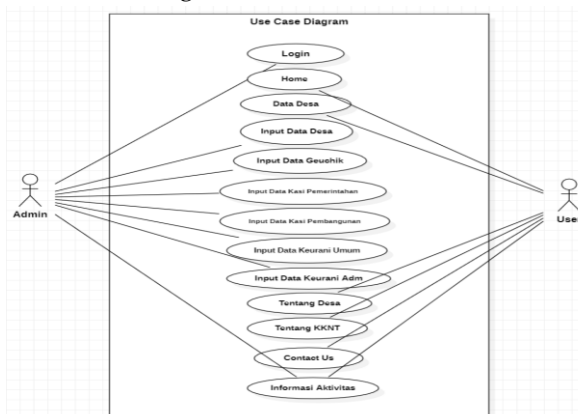 Use Case Diagram
Login
Home
Data Desa
Input Data Desa
Input Data Geuchik
Input Data Kasi Pemerintahan
Admin
User
Input Data Kasi Pembangunan
Input Data Keurani Umum
Input Data Keurani Adm
Tentang Desa
Tentang KKNT
Contact Us
Informasi Aktivitas